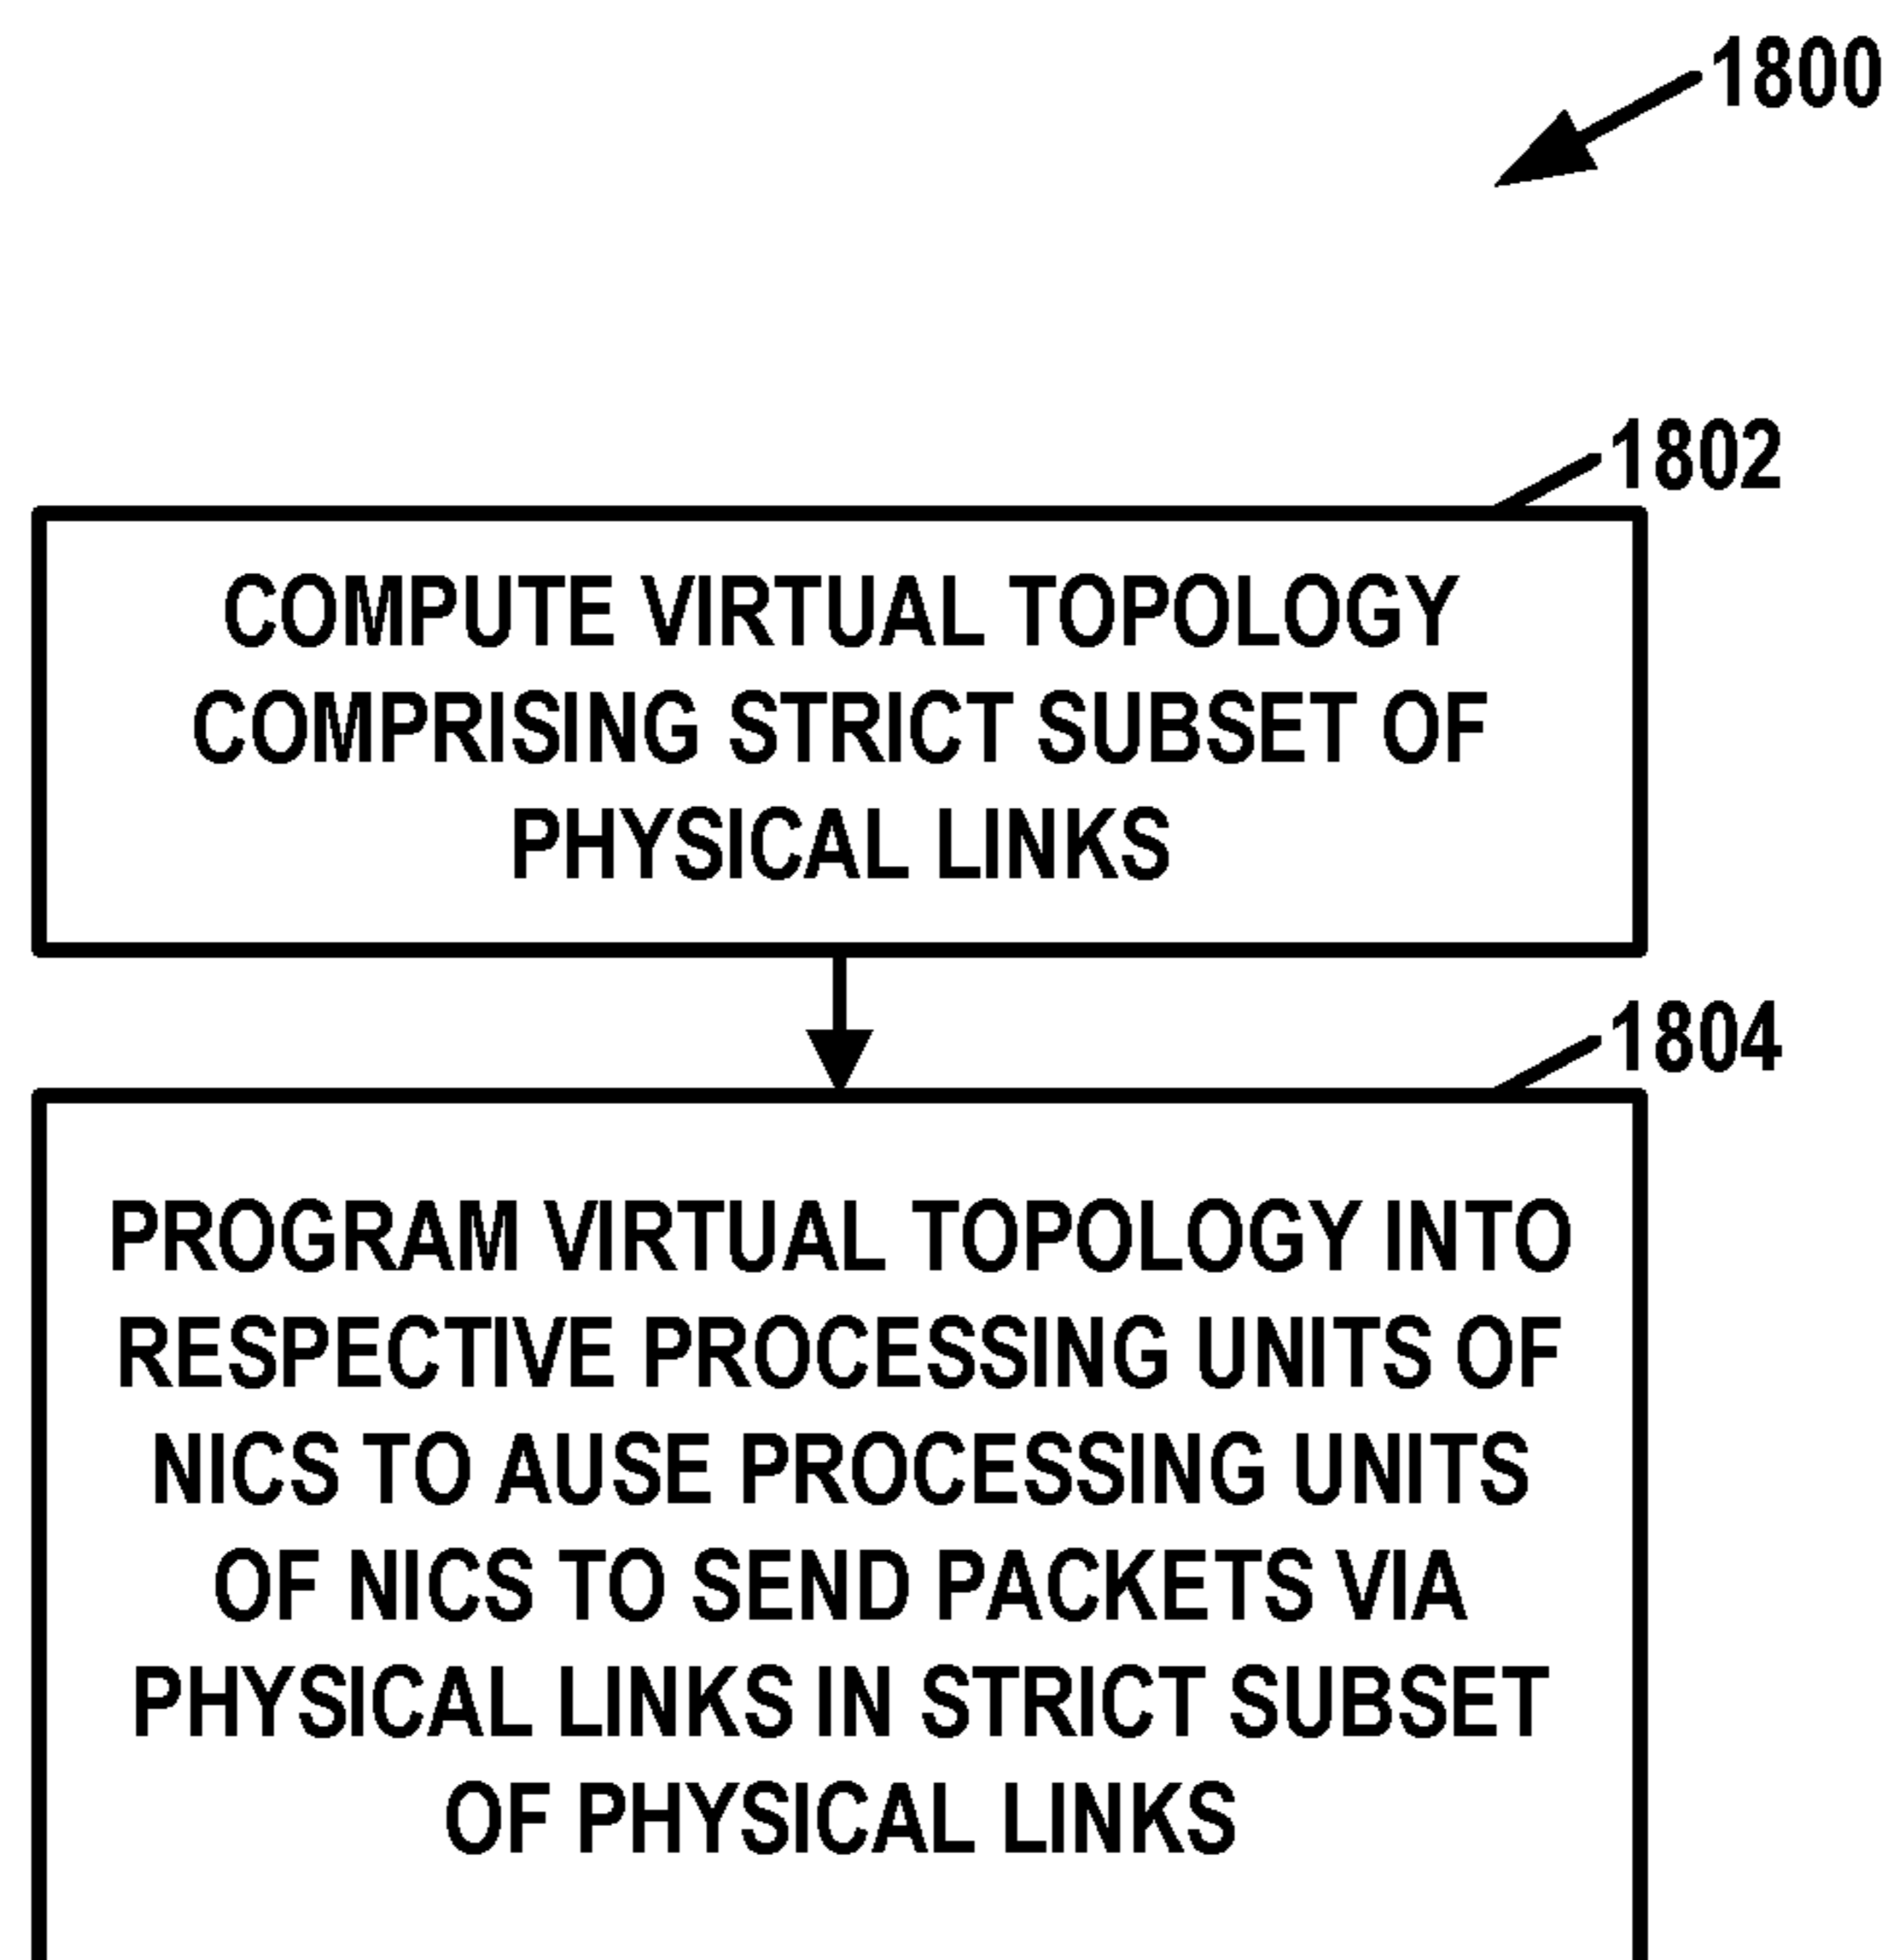 1800
1802
COMPUTE VIRTUAL TOPOLOGY
COMPRISING STRICT SUBSET OF
PHYSICAL LINKS
1804
PROGRAM VIRTUAL TOPOLOGY INTO
RESPECTIVE PROCESSING UNITS OF
NICS TO AUSE PROCESSING UNITS
OF NICS TO SEND PACKETS VIA
PHYSICAL LINKS IN STRICT SUBSET
OF PHYSICAL LINKS